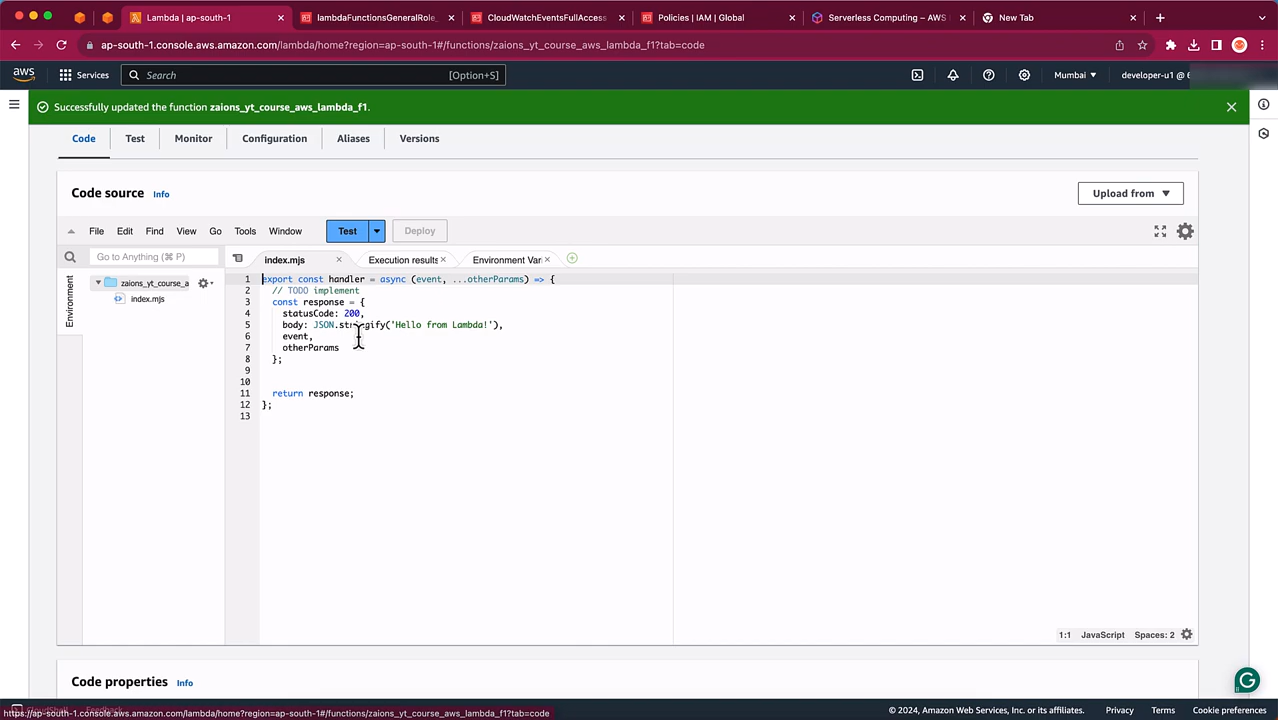 Lambda | ap-south-1
lambdaFunctionsGeneralRole_
CloudWatchEventsFullAccess
Policies | IAM | Global
Serverless Computing – AWS
New Tab
ap-south-1.console.aws.amazon.com/lambda/home?region=ap-south-1#/functions/zaions_yt_course_aws_lambda_f1?tab=code
aws
Services
Search
[Option+S]
Mumbai
developer-u1 @ 6
Successfully updated the function zaions_yt_course_aws_lambda_f1.
Code
Test
Monitor
Configuration
Aliases
Versions
Code source
Info
Upload from
File
Edit
Find
View
Go
Tools
Window
Test
Deploy
Go to Anything (⌘ P)
index.mjs
Execution results
Environment Vari
Environment
zaions_yt_course_a
index.mjs
1 export const handler = async (event, ...otherParams) => {
2 // TODO implement
3 const response = {
4 statusCode: 200,
5 body: JSON.stringify('Hello from Lambda!'),
6 event,
7 otherParams
8 };
9
10
11 return response;
12 };
13
1:1 JavaScript Spaces: 2
Code properties
Info
https://ap-south-1.console.aws.amazon.com/lambda/home?region=ap-south-1#/functions/zaions_yt_course_aws_lambda_f1?tab=code
© 2024, Amazon Web Services, Inc. or its affiliates.
Privacy
Terms
Cookie preferences